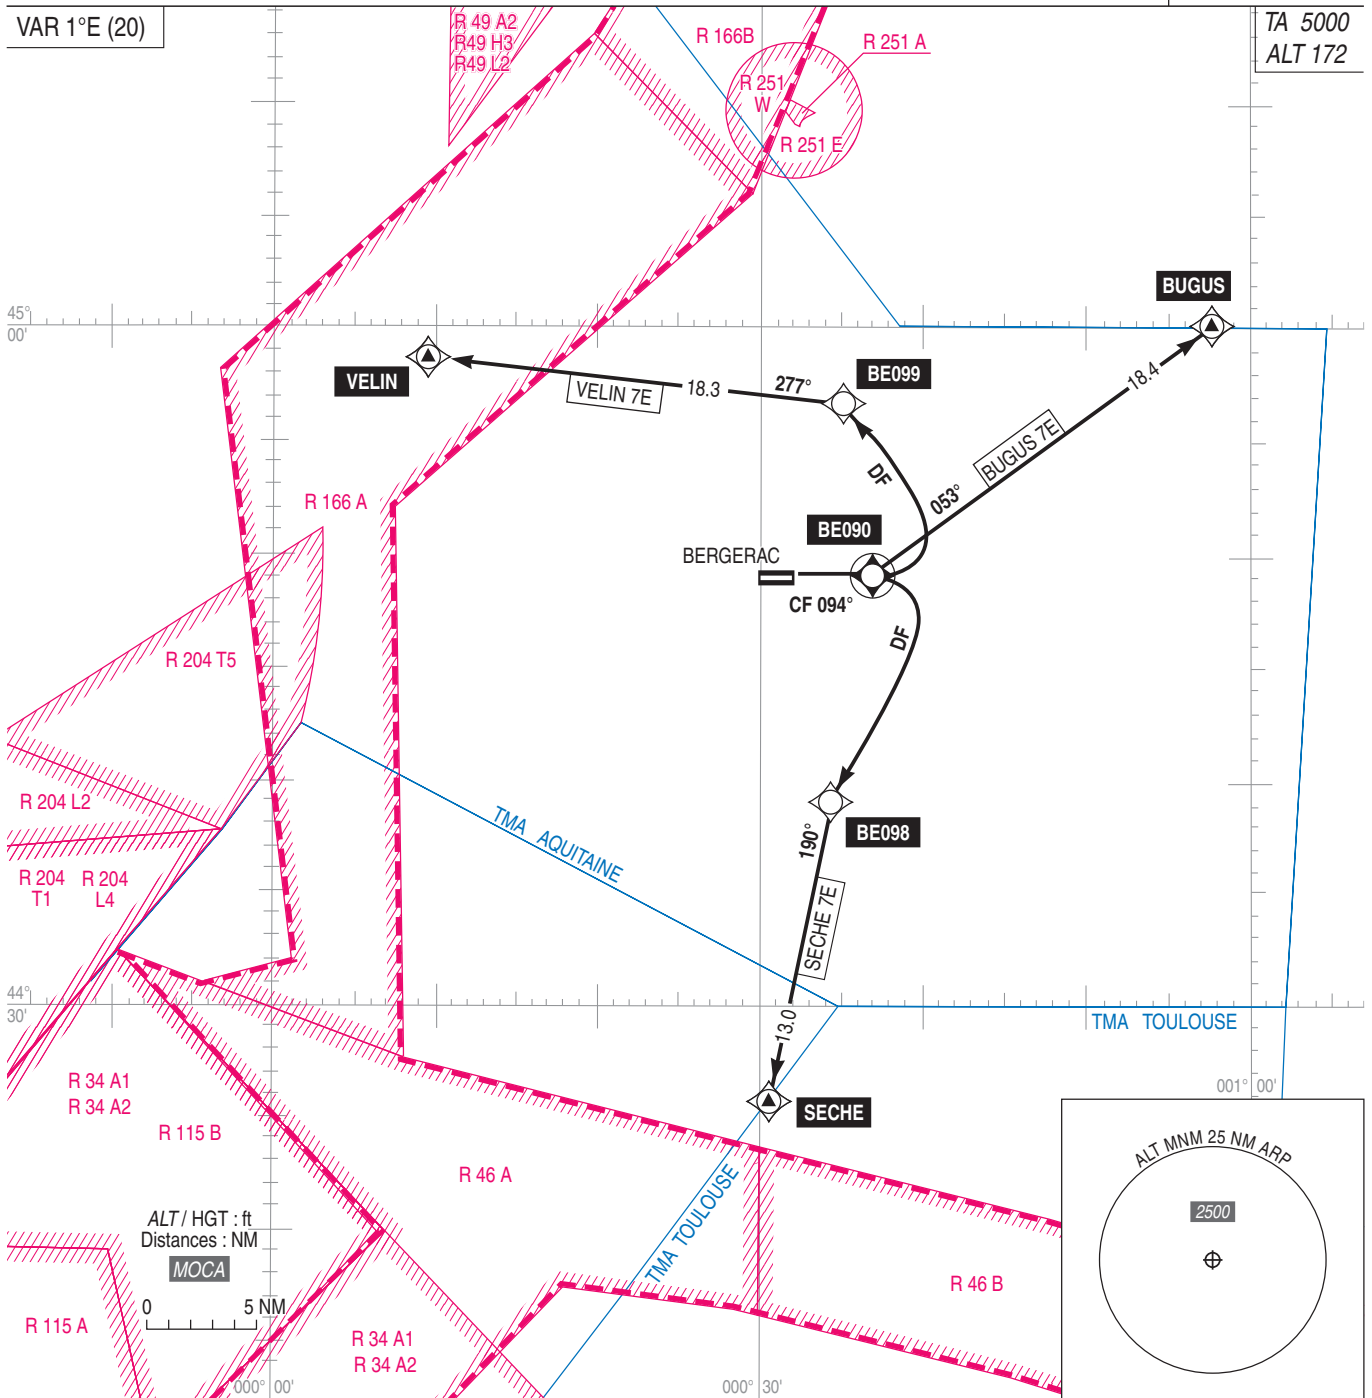 VAR 1°E (20)
R 49 A2
R49 H3
R49 L2
R 166B
R 251 A
TA 5000
ALT 172
R 251
W
R 251 E
BUGUS
45°
00'
VELIN
VELIN 7E
18.3
277°
BE099
18.4
BUGUS 7E
DF
053°
R 166 A
BE090
BERGERAC
CF 094°
DF
R 204 T5
R 204 L2
TMA AQUITAINE
190°
BE098
R 204
T1
R 204
L4
SECHE 7E
44°
30'
13.0
TMA TOULOUSE
R 34 A1
R 34 A2
001° 00'
SECHE
R 115 B
R 46 A
ALT MNM 25 NM ARP
2500
ALT / HGT : ft
Distances : NM
MOCA
TMA TOULOUSE
R 46 B
0 5 NM
R 115 A
R 34 A1
R 34 A2
000° 00'
000° 30'